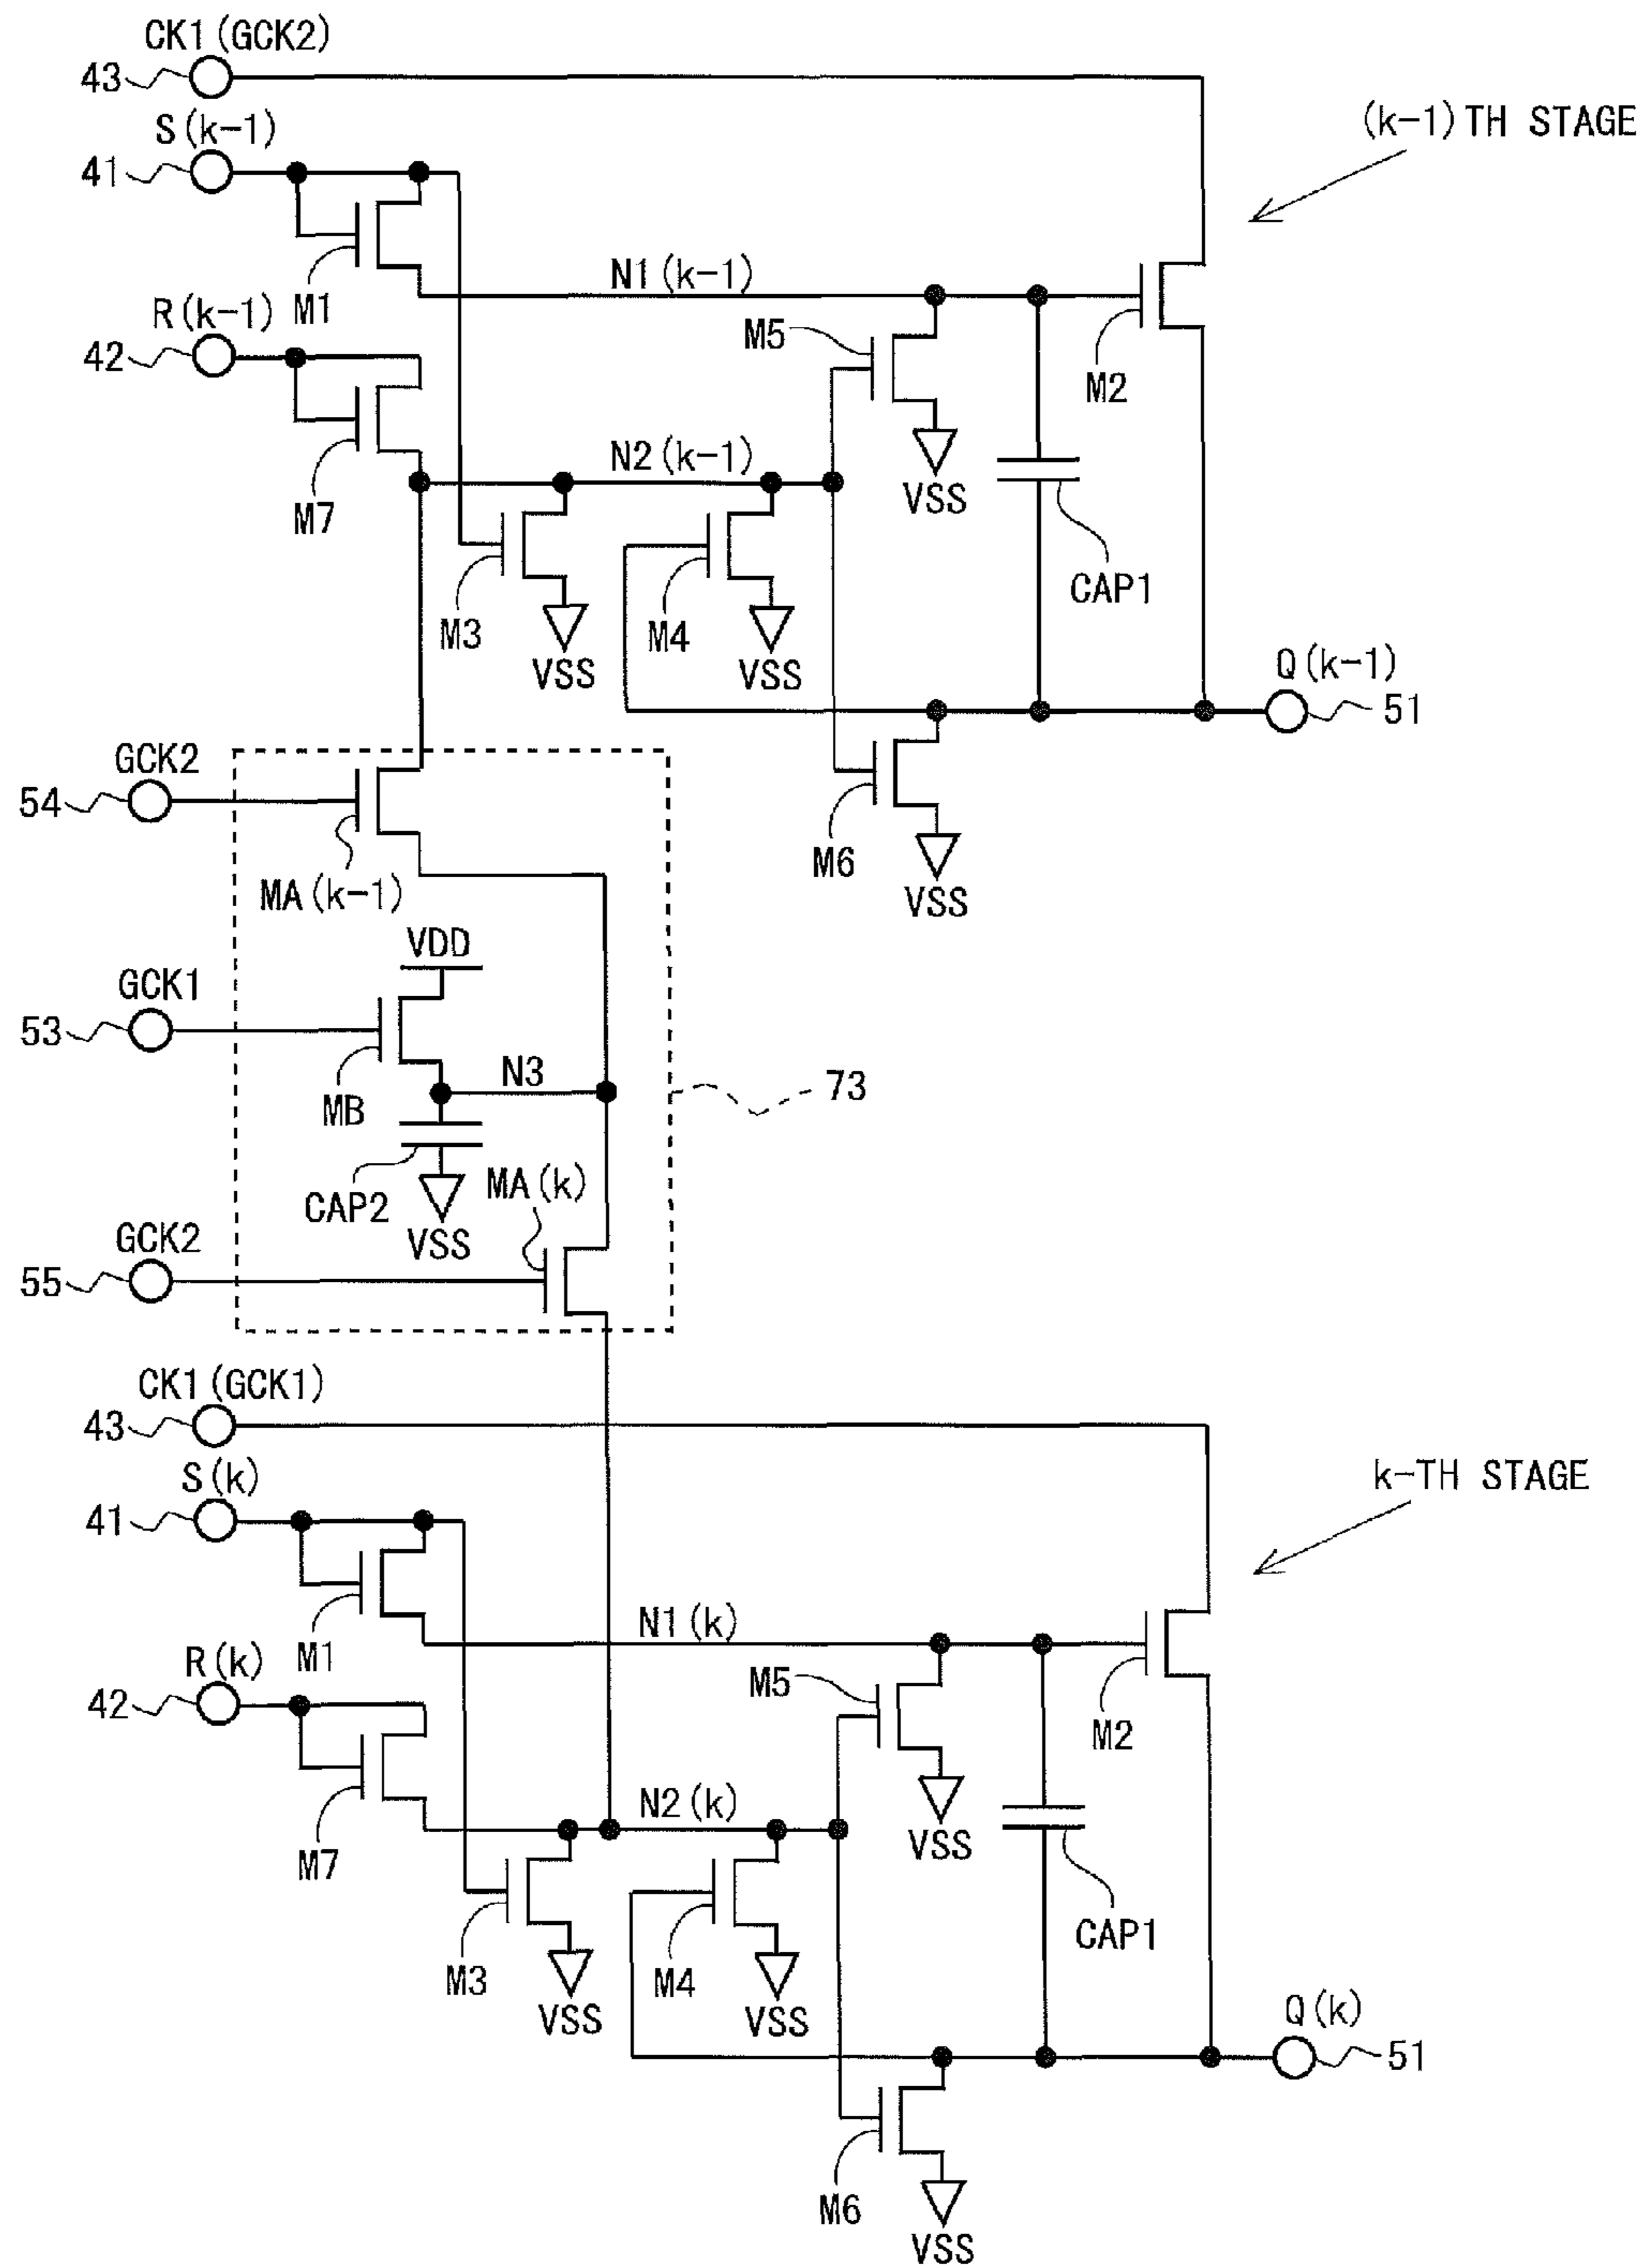 CK1(GCK2)
43
S(k-1)
41
(k-1)TH STAGE
M1
N1(k-1)
R(k-1)
42
M5
M2
M7
N2(k-1)
VSS
M3
M4
CAP1
VSS
VSS
Q(k-1)
51
GCK2
54
M6
MA(k-1)
VSS
VDD
GCK1
53
N3
73
MB
CAP2
MA(k)
VSS
GCK2
55
CK1(GCK1)
43
S(k)
41
k-TH STAGE
M1
N1(k)
R(k)
42
M5
M2
M7
N2(k)
VSS
M3
M4
CAP1
VSS
VSS
Q(k)
51
M6
VSS